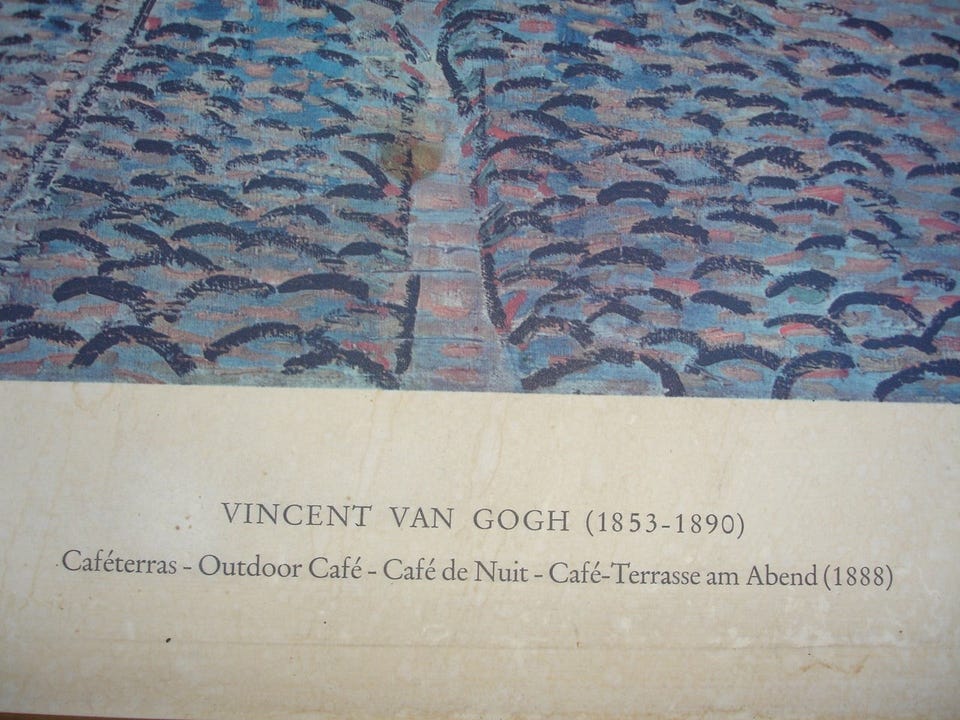 VINCENT VAN GOGH (1853-1890)
Caféterras - Outdoor Café - Café de Nuit - Café-Terrasse am Abend (1888)